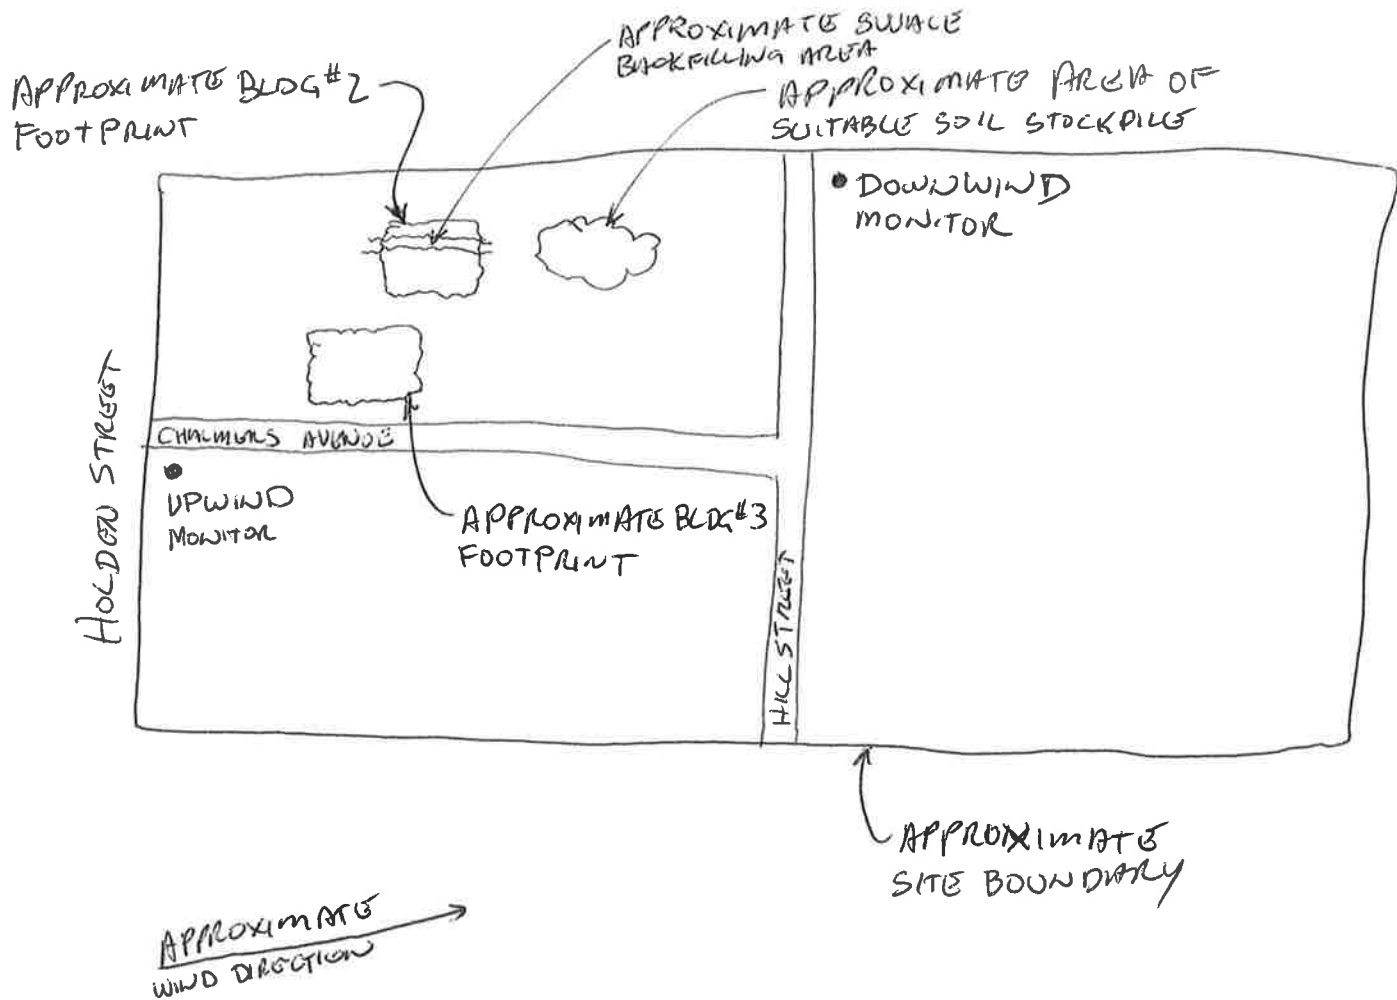 APPROXIMATE SWALE
BACKFILLING AREA
APPROXIMATE BLDG #2
FOOTPRINT
APPROXIMATE AREA OF
SUITABLE SOIL STOCKPILE
DOWNWIND
MONITOR
HOLDEN STREET
CHALMERS AVENUE
UPWIND
MONITOR
APPROXIMATE BLDG #3
FOOTPRINT
HILL STREET
APPROXIMATE
SITE BOUNDARY
APPROXIMATE
WIND DIRECTION